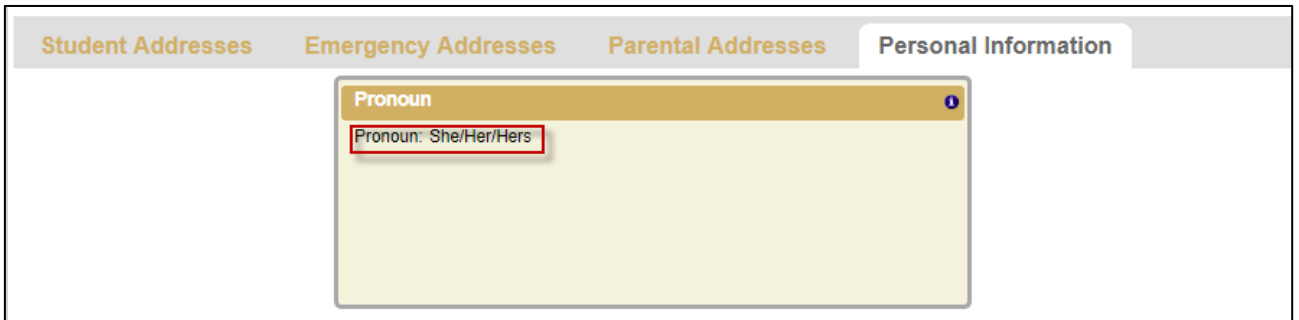 Student Addresses Emergency Addresses Parental Addresses Personal Information
Pronoun
Pronoun: She/Her/Hers